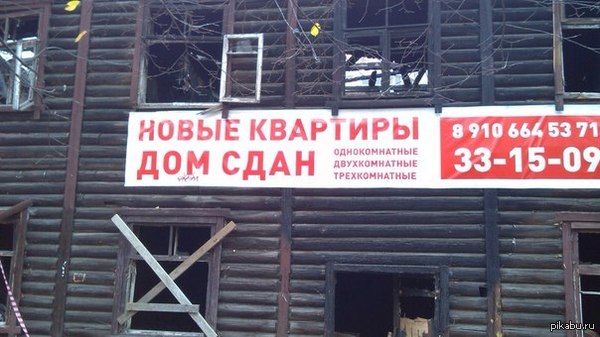 НОВЫЕ КВАРТИРЫ
ДОМ СДАН
ОДНОКОМНАТНЫЕ
ДВУХКОМНАТНЫЕ
ТРЕХКОМНАТНЫЕ
8 910 664 53 71
33-15-09
pikabu.ru